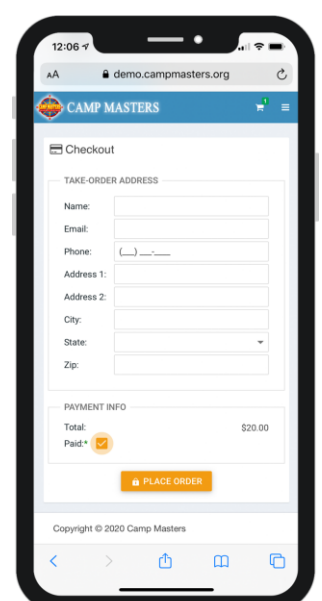 12:06
AA demo.campmasters.org
CAMP MASTERS
Checkout
TAKE-ORDER ADDRESS
Name:
Email:
Phone: (__) ___-____
Address 1:
Address 2:
City:
State:
Zip:
PAYMENT INFO
Total: $20.00
Paid:*
PLACE ORDER
Copyright © 2020 Camp Masters